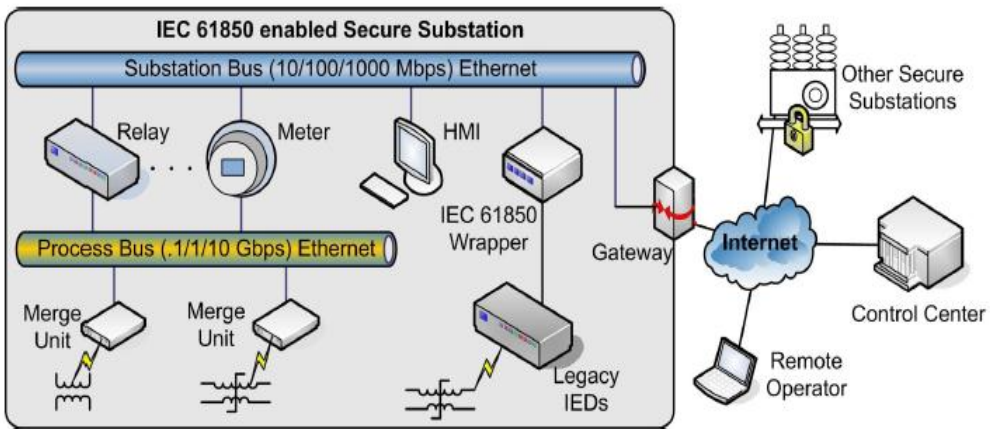 IEC 61850 enabled Secure Substation
Substation Bus (10/100/1000 Mbps) Ethernet
Other Secure
Substations
Relay
. . .
Meter
HMI
IEC 61850
Wrapper
Gateway
Internet
Process Bus (.1/1/10 Gbps) Ethernet
Control Center
Merge
Unit
Merge
Unit
Legacy
IEDs
Remote
Operator